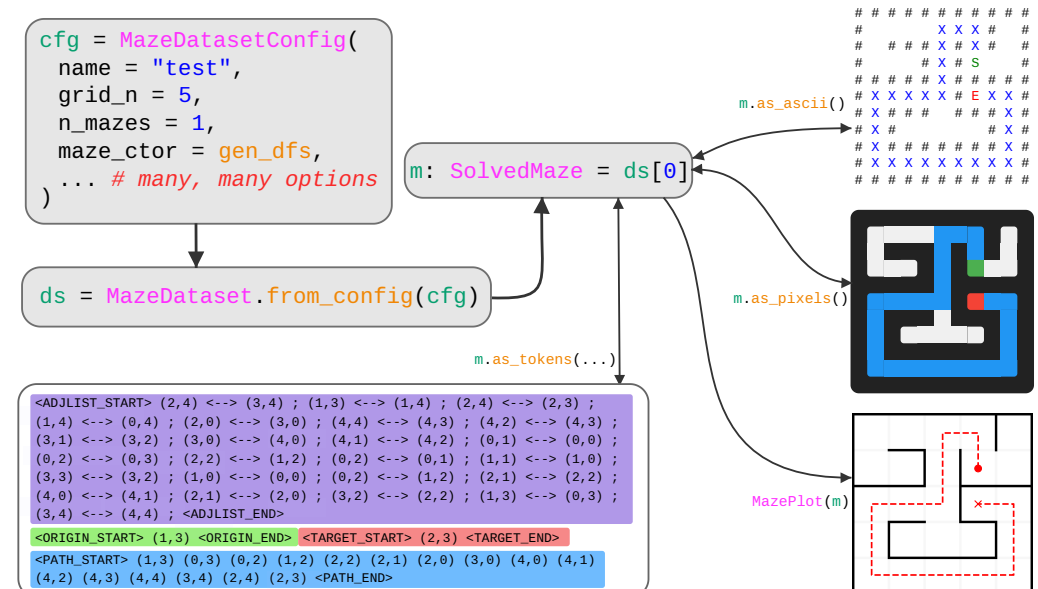 cfg = MazeDatasetConfig(
  name = "test",
  grid_n = 5,
  n_mazes = 1,
  maze_ctor = gen_dfs,
  ... # many, many options
)
ds = MazeDataset.from_config(cfg)
m: SolvedMaze = ds[0]
m.as_ascii()
# # # # # # # # # # #
#         X X X #   #
#   # # # X # X #   #
#       # X # S     #
# # # # # X # # # # #
# X X X X X # E X X #
# X # # #   # # # X #
# X #           # X #
# X # # # # # # # X #
# X X X X X X X X X #
# # # # # # # # # # #
m.as_pixels()
MazePlot(m)
m.as_tokens(...)
<ADJLIST_START> (2,4) <--> (3,4) ; (1,3) <--> (1,4) ; (2,4) <--> (2,3) ;
(1,4) <--> (0,4) ; (2,0) <--> (3,0) ; (4,4) <--> (4,3) ; (4,2) <--> (4,3) ;
(3,1) <--> (3,2) ; (3,0) <--> (4,0) ; (4,1) <--> (4,2) ; (0,1) <--> (0,0) ;
(0,2) <--> (0,3) ; (2,2) <--> (1,2) ; (0,2) <--> (0,1) ; (1,1) <--> (1,0) ;
(3,3) <--> (3,2) ; (1,0) <--> (0,0) ; (0,2) <--> (1,2) ; (2,1) <--> (2,2) ;
(4,0) <--> (4,1) ; (2,1) <--> (2,0) ; (3,2) <--> (2,2) ; (1,3) <--> (0,3) ;
(3,4) <--> (4,4) ; <ADJLIST_END>
<ORIGIN_START> (1,3) <ORIGIN_END> <TARGET_START> (2,3) <TARGET_END>
<PATH_START> (1,3) (0,3) (0,2) (1,2) (2,2) (2,1) (2,0) (3,0) (4,0) (4,1)
(4,2) (4,3) (4,4) (3,4) (2,4) (2,3) <PATH_END>